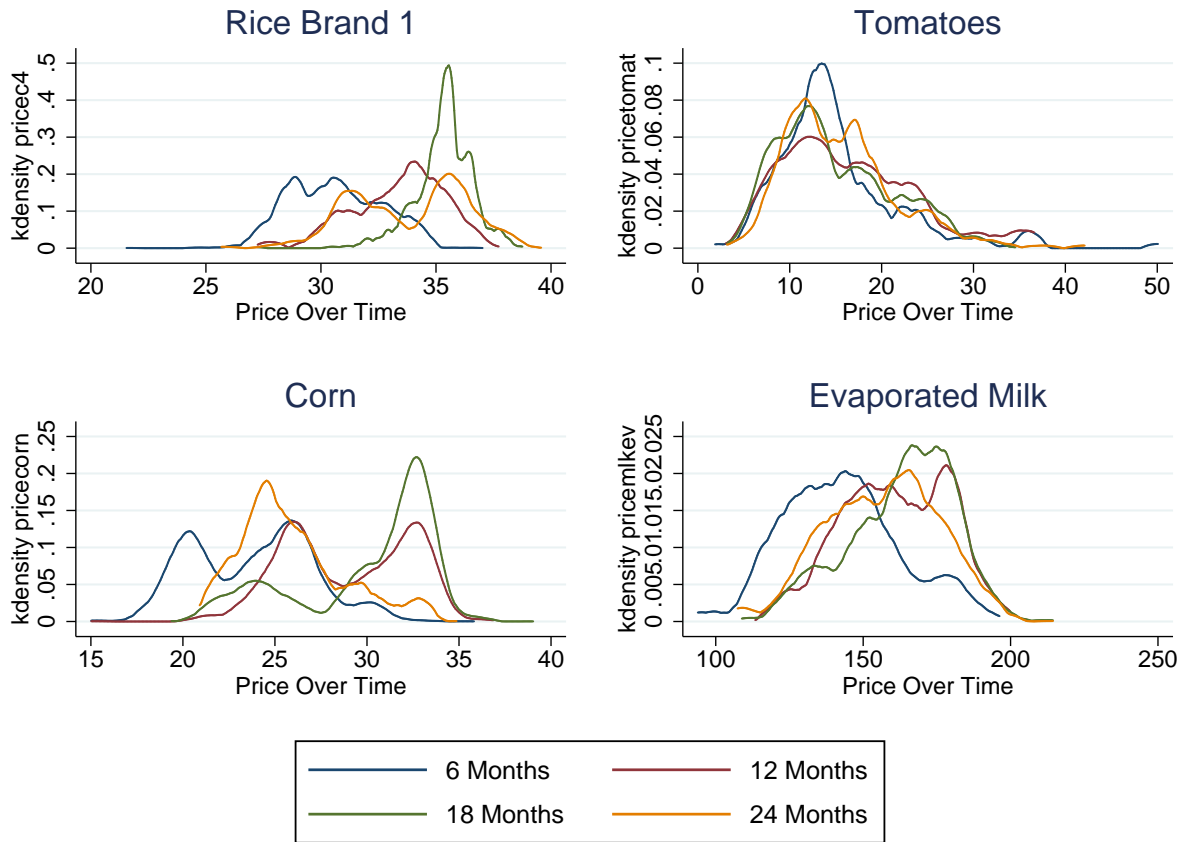 Rice Brand 1
kdensity pricec4
0 .1 .2 .3 .4 .5
20 25 30 35 40
Price Over Time
Tomatoes
kdensity pricetomat
0 .02 .04 .06 .08 .1
0 10 20 30 40 50
Price Over Time
Corn
kdensity pricecorn
0 .05 .1 .15 .2 .25
15 20 25 30 35 40
Price Over Time
Evaporated Milk
kdensity pricemlkev
0 .005 .01 .015 .02 .025
100 150 200 250
Price Over Time
6 Months 12 Months
18 Months 24 Months